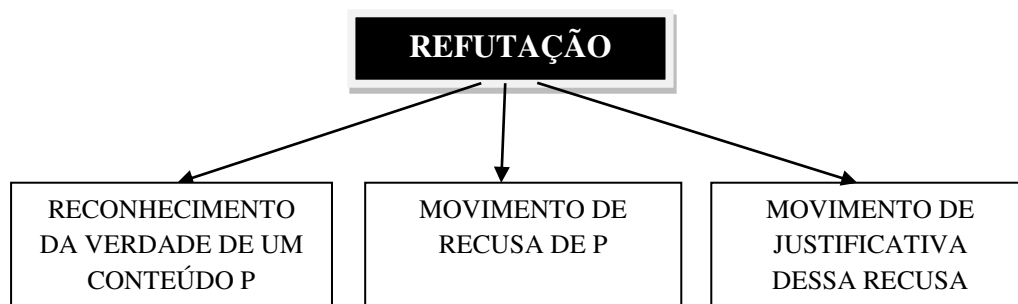 REFUTAÇÃO
RECONHECIMENTO
DA VERDADE DE UM
CONTEÚDO P
MOVIMENTO DE
RECUSA DE P
MOVIMENTO DE
JUSTIFICATIVA
DESSA RECUSA